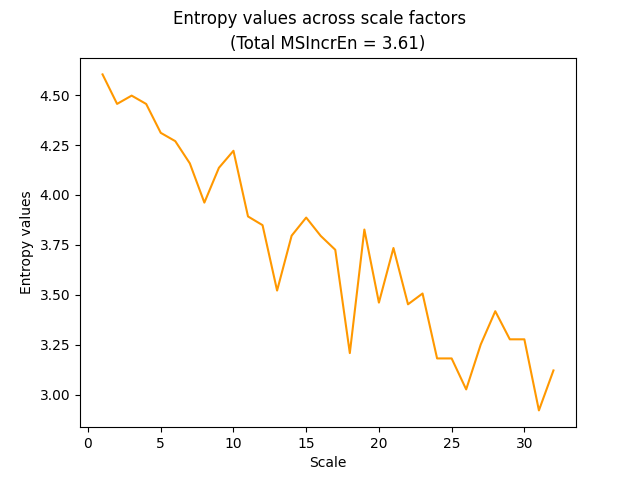 Entropy values across scale factors
(Total MSIncrEn = 3.61)
4.50
4.25
4.00
3.75
3.50
3.25
3.00
Entropy values
0 5 10 15 20 25 30
Scale